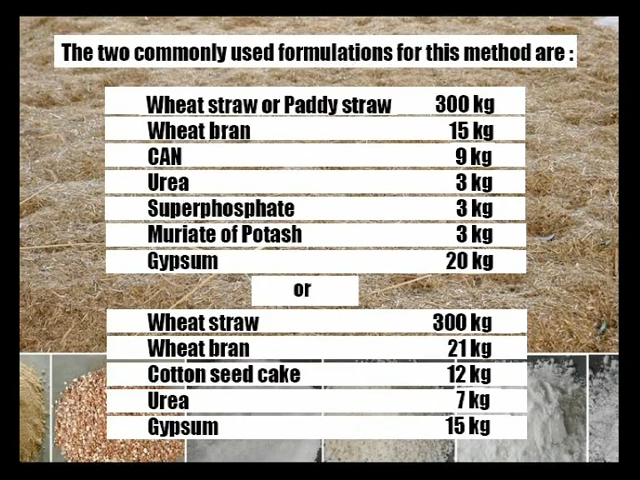 The two commonly used formulations for this method are :
Wheat straw or Paddy straw 300 kg
Wheat bran 15 kg
CAN 9 kg
Urea 3 kg
Superphosphate 3 kg
Muriate of Potash 3 kg
Gypsum 20 kg
or
Wheat straw 300 kg
Wheat bran 21 kg
Cotton seed cake 12 kg
Urea 7 kg
Gypsum 15 kg